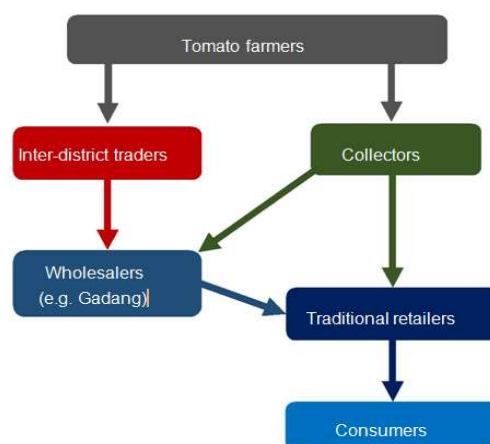 Tomato farmers
Inter-district traders
Collectors
Wholesalers
(e.g. Gadang)
Traditional retailers
Consumers